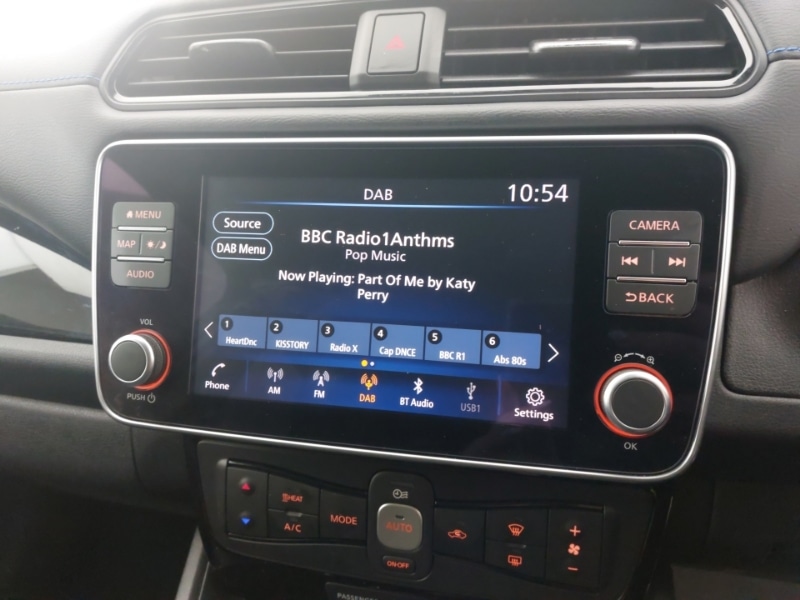 DAB
10:54
Source
DAB Menu
BBC Radio1Anthms
Pop Music
Now Playing: Part Of Me by Katy
Perry
1
HeartDnc
2
KISSTORY
3
Radio X
4
Cap DNCE
5
BBC R1
6
Abs 80s
Phone
AM
FM
DAB
BT Audio
USB1
Settings
MENU
MAP
AUDIO
VOL
PUSH
CAMERA
BACK
OK
HEAT
A/C
MODE
AUTO
ON•OFF
PASSENGER